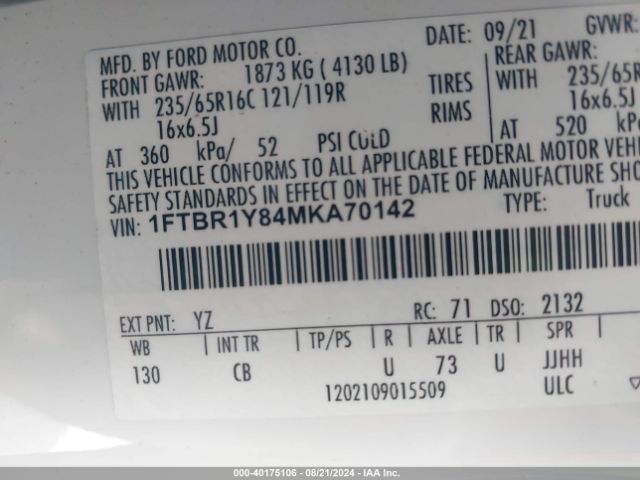 MFD. BY FORD MOTOR CO. DATE: 09/21 GVWR:
FRONT GAWR: 1873 KG ( 4130 LB) REAR GAWR:
WITH 235/65R16C 121/119R TIRES WITH 235/65R
16x6.5J RIMS 16x6.5J
AT 360 kPa/ 52 PSI COLD AT 520 kPa
THIS VEHICLE CONFORMS TO ALL APPLICABLE FEDERAL MOTOR VEHI
SAFETY STANDARDS IN EFFECT ON THE DATE OF MANUFACTURE SHO
VIN: 1FTBR1Y84MKA70142 TYPE: Truck
EXT PNT: YZ RC: 71 DSO: 2132
WB | INT TR | TP/PS | R | AXLE | TR | SPR
130 CB U 73 U JJHH
1202109015509 ULC
000-40175106 - 08/21/2024 - IAA Inc.